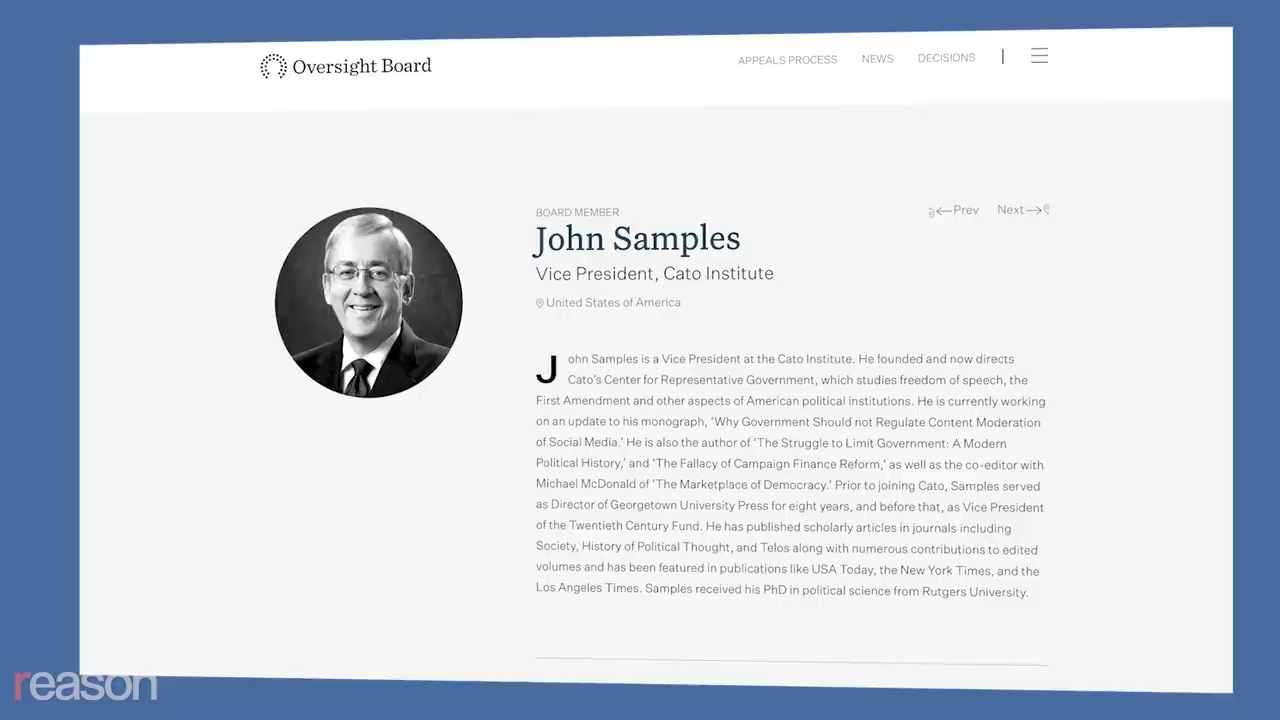 Oversight Board
APPEALS PROCESS NEWS DECISIONS
BOARD MEMBER
←Prev Next→
John Samples
Vice President, Cato Institute
United States of America
John Samples is a Vice President at the Cato Institute. He founded and now directs
Cato's Center for Representative Government, which studies freedom of speech, the
First Amendment and other aspects of American political institutions. He is currently working
on an update to his monograph, 'Why Government Should not Regulate Content Moderation
of Social Media.' He is also the author of 'The Struggle to Limit Government: A Modern
Political History,' and 'The Fallacy of Campaign Finance Reform,' as well as the co-editor with
Michael McDonald of 'The Marketplace of Democracy.' Prior to joining Cato, Samples served
as Director of Georgetown University Press for eight years, and before that, as Vice President
of the Twentieth Century Fund. He has published scholarly articles in journals including
Society, History of Political Thought, and Telos along with numerous contributions to edited
volumes and has been featured in publications like USA Today, the New York Times, and the
Los Angeles Times. Samples received his PhD in political science from Rutgers University.
reason